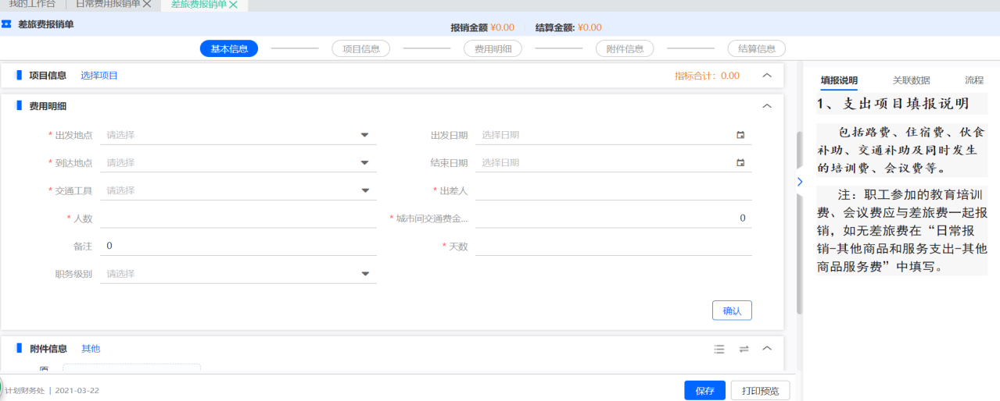 我的工作台 日常费用报销单 差旅费报销单
差旅费报销单 报销金额 ¥0.00 结算金额: ¥0.00
基本信息 项目信息 费用明细 附件信息 结算信息
项目信息 选择项目 指标合计：0.00
费用明细
* 出发地点 请选择 出发日期 选择日期
* 到达地点 请选择 结束日期 选择日期
* 交通工具 请选择 * 出差人
* 人数 * 城市间交通费金... 0
备注 0 * 天数
职务级别 请选择
确认
附件信息 其他
计划财务处 | 2021-03-22 保存 打印预览
填报说明 关联数据 流程
1、支出项目填报说明
包括路费、住宿费、伙食
补助、交通补助及同时发生
的培训费、会议费等。
注：职工参加的教育培训
费、会议费应与差旅费一起报
销，如无差旅费在“日常报
销-其他商品和服务支出-其他
商品服务费”中填写。